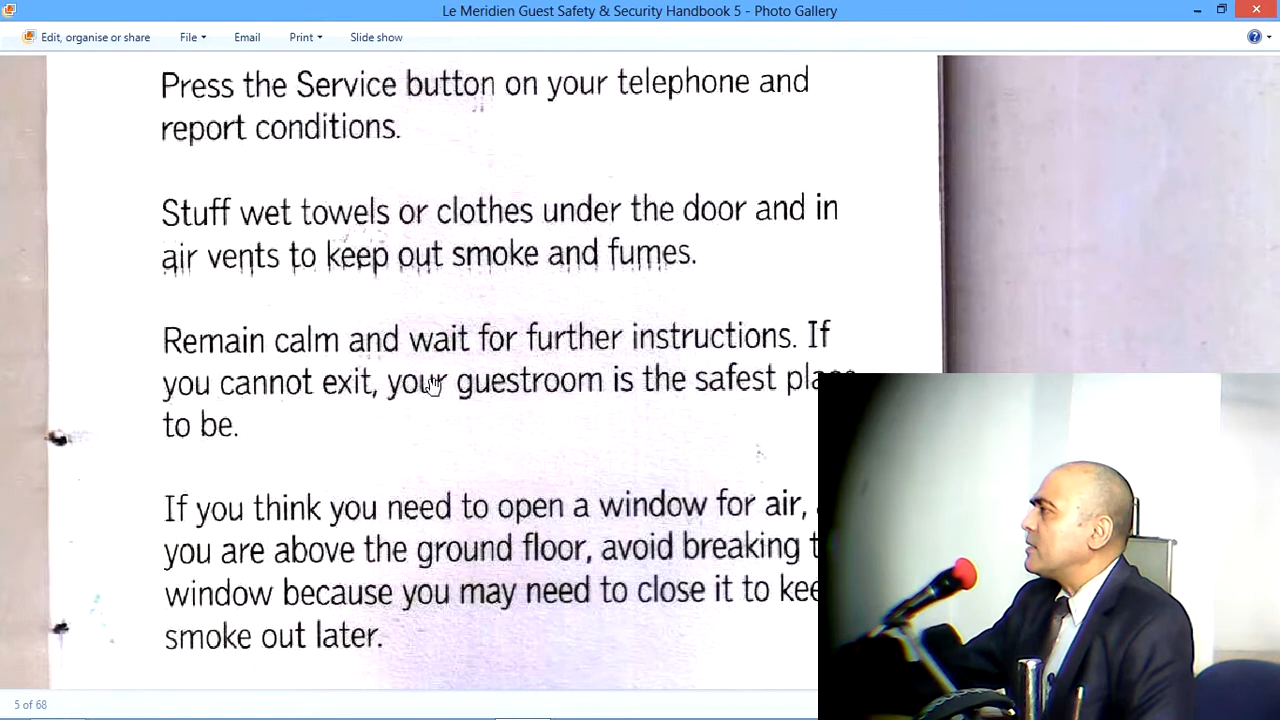 Le Meridien Guest Safety & Security Handbook 5 - Photo Gallery
Edit, organise or share File Email Print Slide show
Press the Service button on your telephone and
report conditions.
Stuff wet towels or clothes under the door and in
air vents to keep out smoke and fumes.
Remain calm and wait for further instructions. If
you cannot exit, your guestroom is the safest place
to be.
If you think you need to open a window for air,
you are above the ground floor, avoid breaking
window because you may need to close it to
smoke out later.
5 of 68